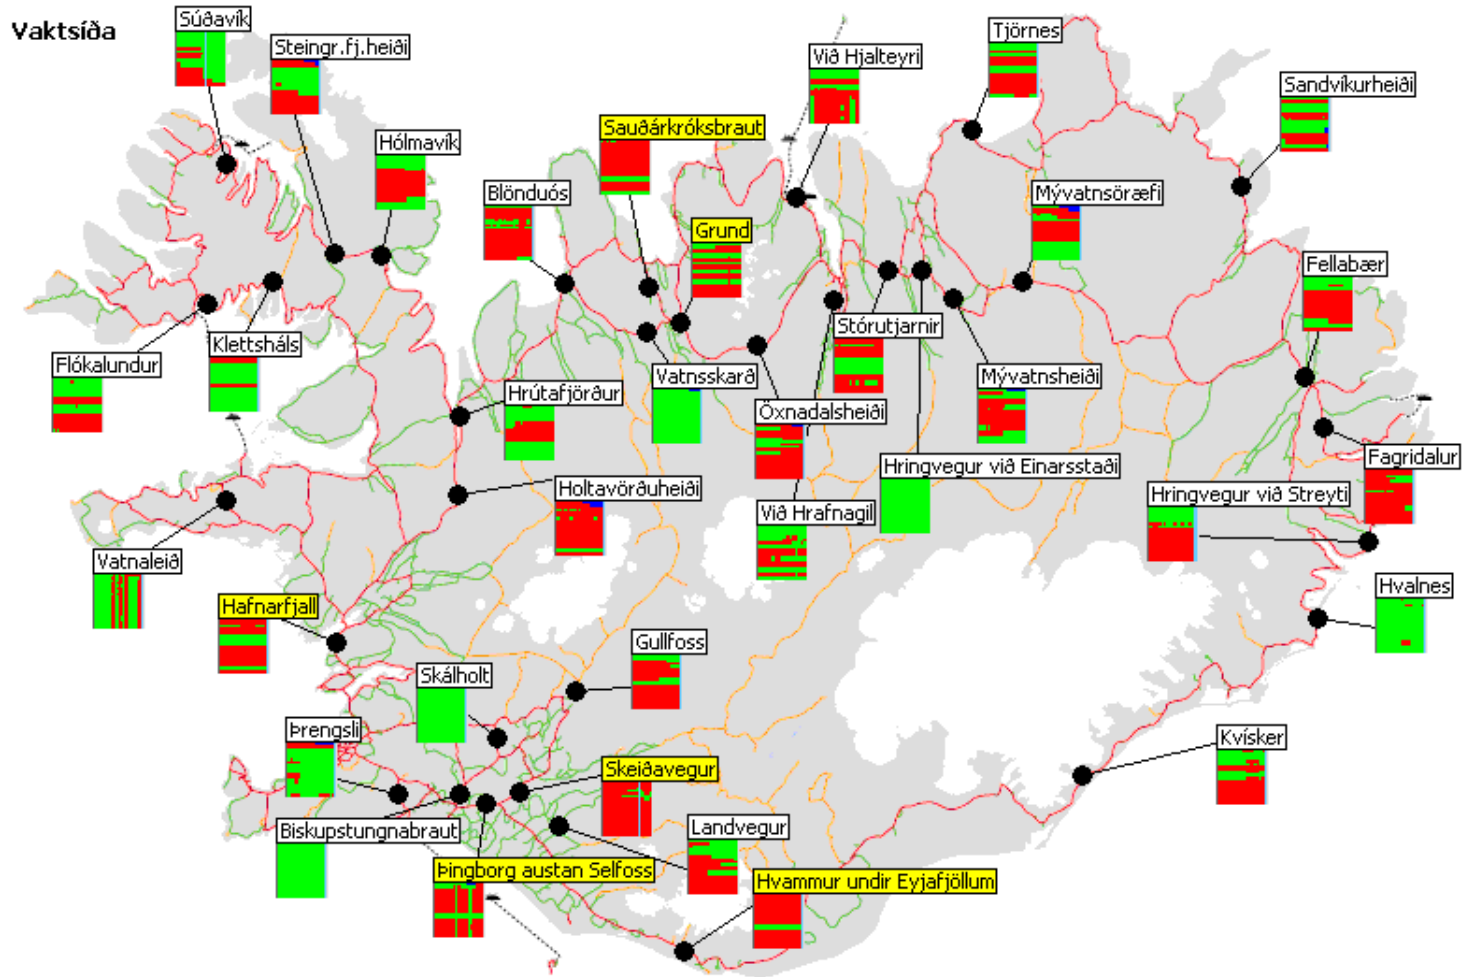 Vaktsíða
Súðavík
Steingr.fj.heiði
Hólmavík
Við Hjalteyri
Tjörnes
Sandvíkurheiði
Sauðárkróksbraut
Blönduós
Grund
Mývatnsöræfi
Fellabær
Flókalundur
Klettsháls
Stórutjarnir
Vatnsskarð
Mývatnsheiði
Hrútafjörður
Öxnadalsheiði
Hringvegur við Einarsstaði
Fagridalur
Holtavörðuheiði
Hringvegur við Streyti
Við Hrafnagil
Vatnaleið
Hvalnes
Hafnarfjall
Gullfoss
Skálholt
Þrengsli
Kvísker
Skeiðavegur
Biskupstungnabraut
Landvegur
Þingborg austan Selfoss
Hvammur undir Eyjafjöllum